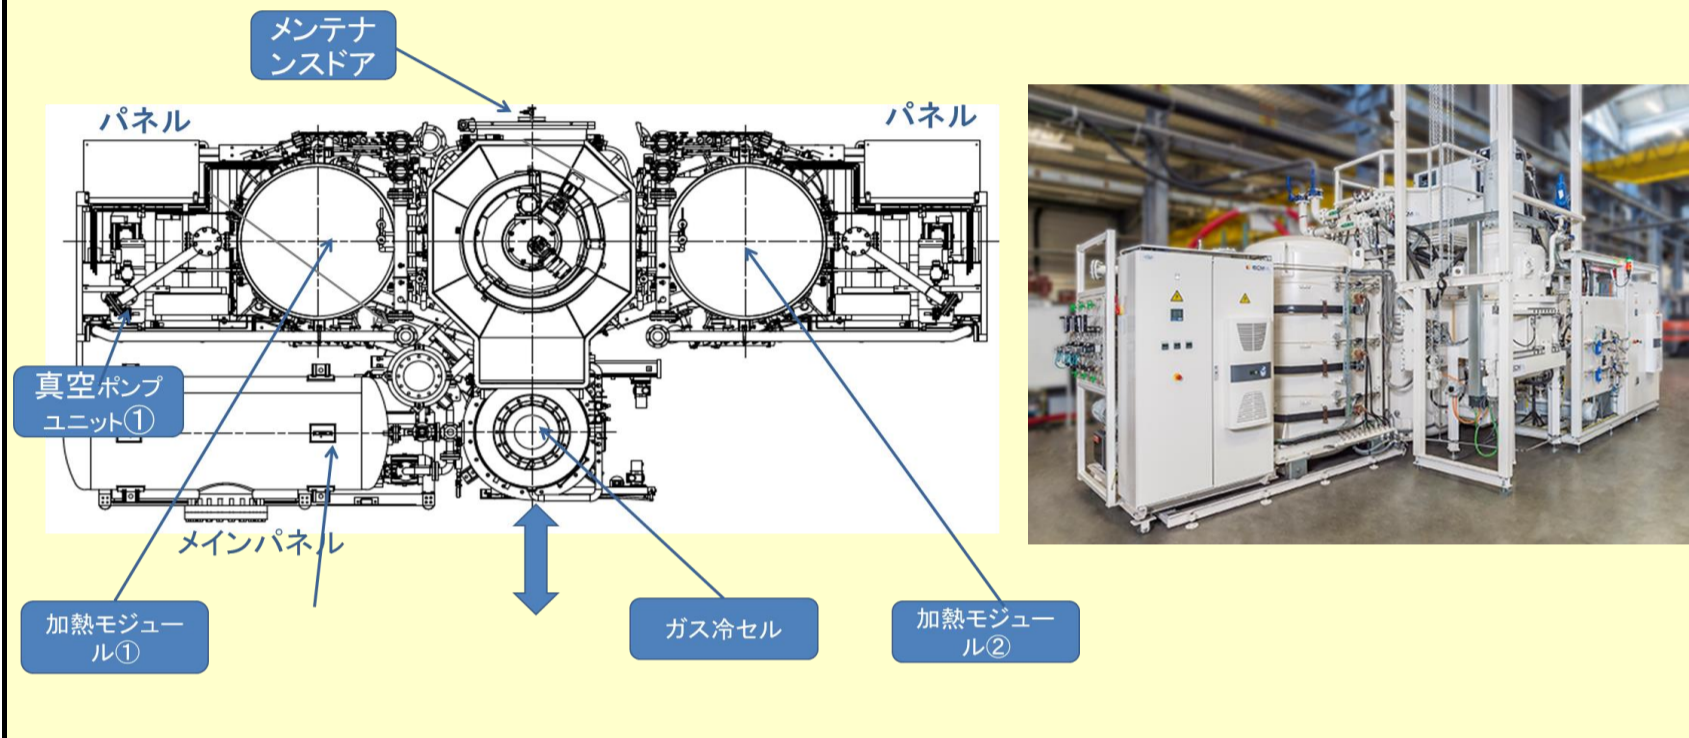 メンテナ
ンスドア
パネル
パネル
真空ポンプ
ユニット①
メインパネル
加熱モジュー
ル①
ガス冷セル
加熱モジュー
ル②